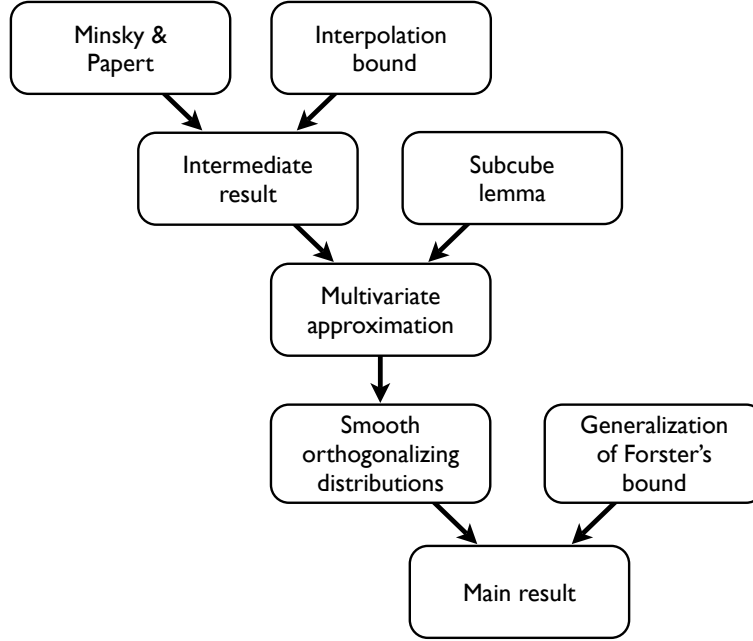 Minsky &
Papert
Interpolation
bound
Intermediate
result
Subcube
lemma
Multivariate
approximation
Smooth
orthogonalizing
distributions
Generalization
of Forster's
bound
Main result